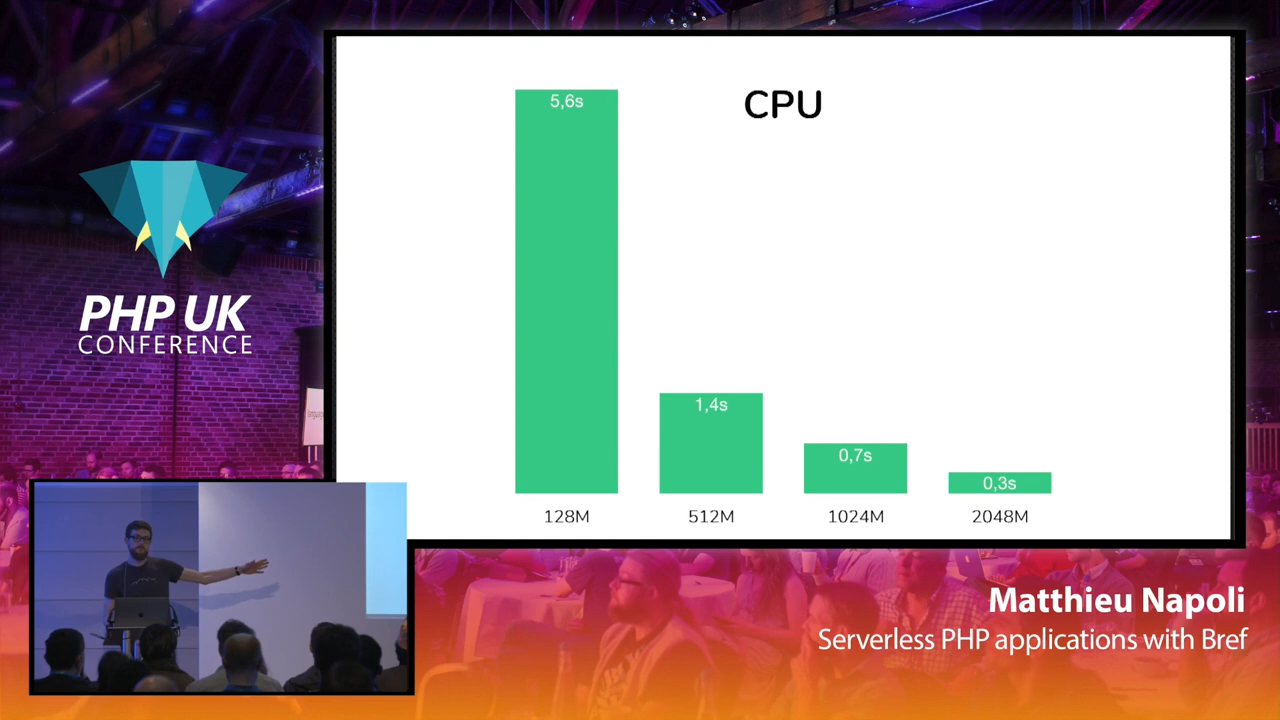 CPU
5,6s
1,4s
0,7s
0,3s
128M
512M
1024M
2048M
PHP UK
CONFERENCE
Matthieu Napoli
Serverless PHP applications with Bref